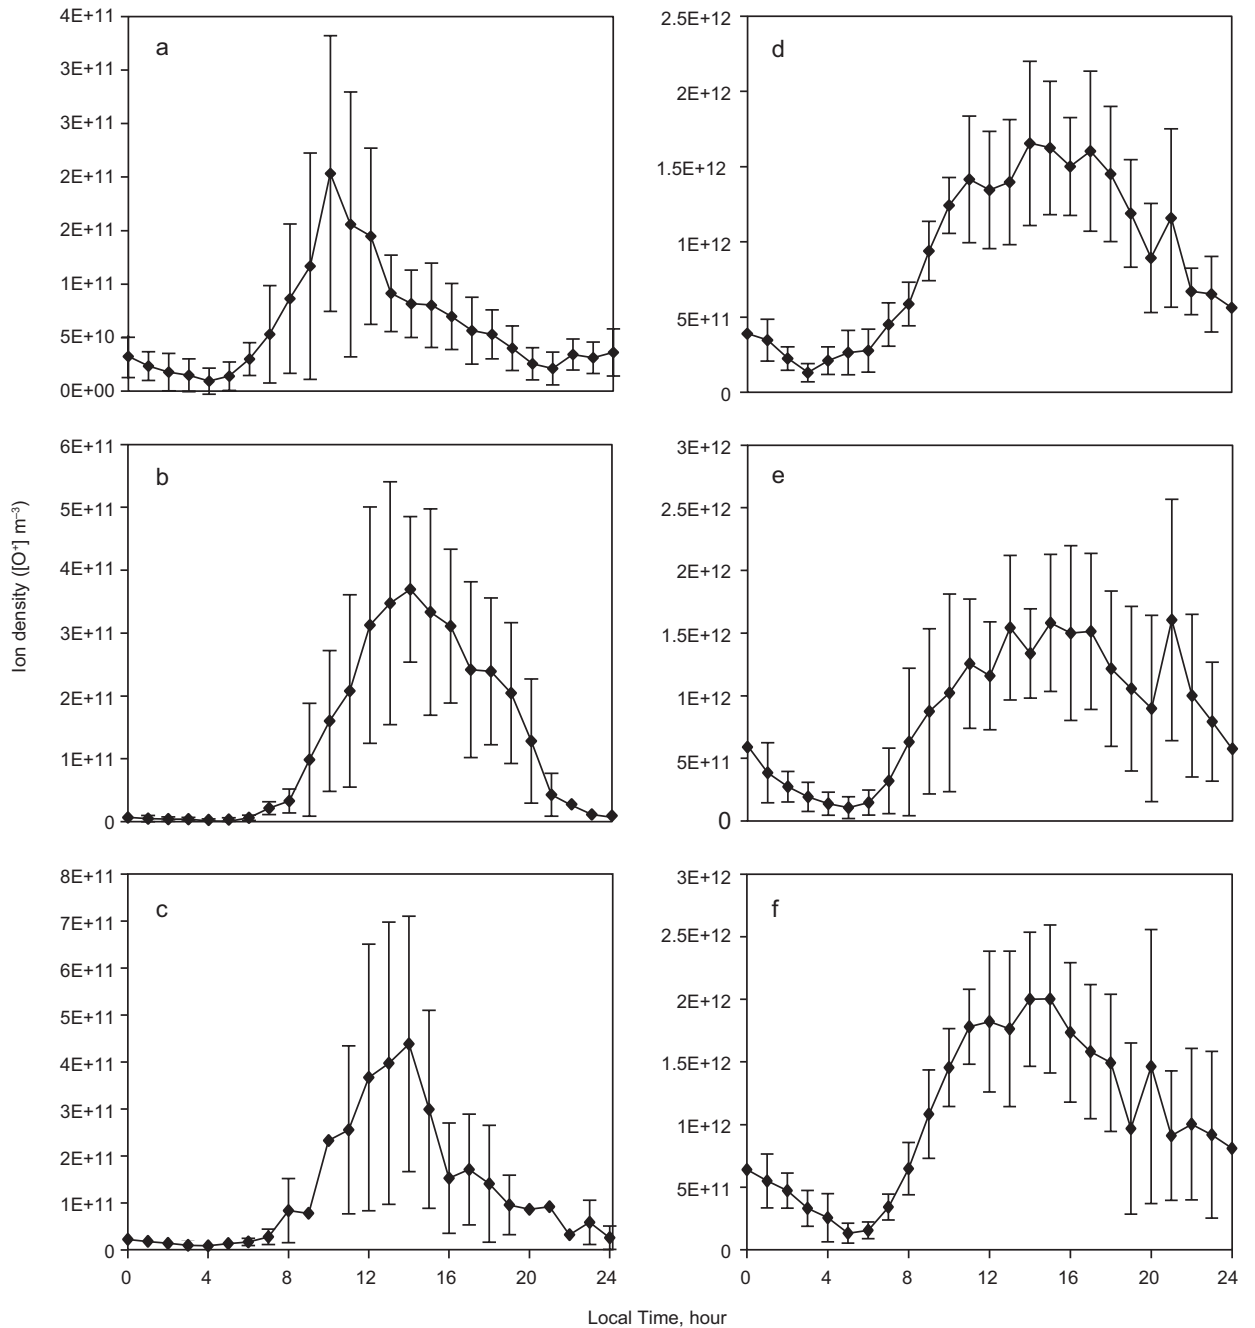 4E+11
3E+11
3E+11
2E+11
2E+11
1E+11
5E+10
0E+00
a
2.5E+12
2E+12
1.5E+12
1E+12
5E+11
0
d
6E+11
5E+11
4E+11
3E+11
2E+11
1E+11
0
b
3E+12
2.5E+12
2E+12
1.5E+12
1E+12
5E+11
0
e
Ion density ([O⁺] m⁻³)
8E+11
7E+11
6E+11
5E+11
4E+11
3E+11
2E+11
1E+11
0
c
0 4 8 12 16 20 24
3E+12
2.5E+12
2E+12
1.5E+12
1E+12
5E+11
0
f
0 4 8 12 16 20 24
Local Time, hour